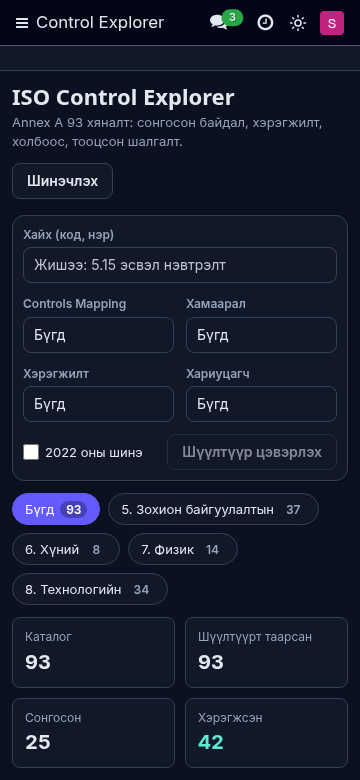 Control Explorer
3
S
ISO Control Explorer
Annex A 93 хяналт: сонгосон байдал, хэрэгжилт,
холбоос, тооцсон шалгалт.
Шинэчлэх
Хайх (код, нэр)
Жишээ: 5.15 эсвэл нэвтрэлт
Controls Mapping
Хамаарал
Бүгд
Бүгд
Хэрэгжилт
Хариуцагч
Бүгд
Бүгд
2022 оны шинэ
Шүүлтүүр цэвэрлэх
Бүгд 93
5. Зохион байгуулалтын 37
6. Хүний 8
7. Физик 14
8. Технологийн 34
Каталог
93
Шүүлтүүрт таарсан
93
Сонгосон
25
Хэрэгжсэн
42